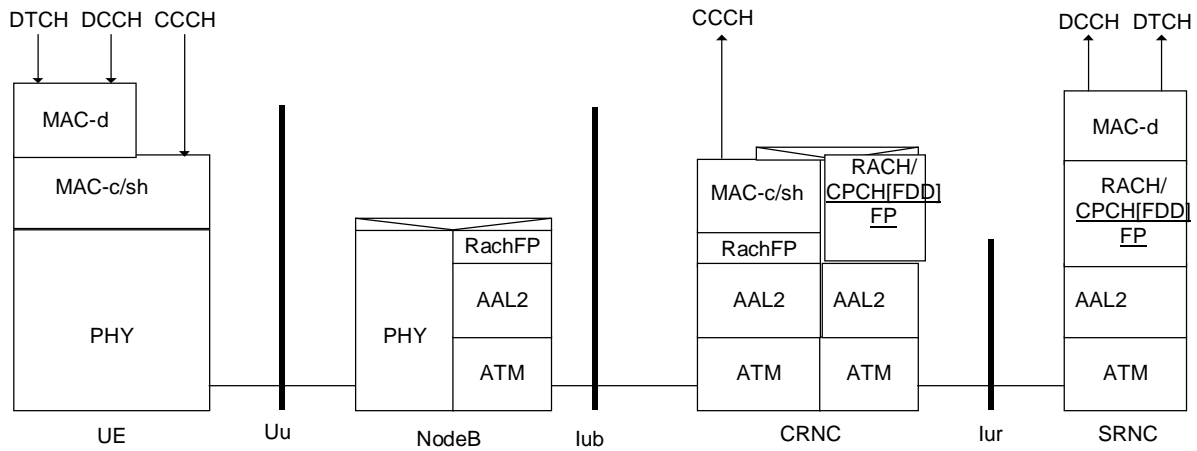 DTCH DCCH CCCH
CCCH
DCCH DTCH
MAC-d
MAC-c/sh
PHY
UE
Uu
PHY
RachFP
AAL2
ATM
NodeB
Iub
MAC-c/sh
RachFP
AAL2
ATM
RACH/
CPCH[FDD]
FP
AAL2
ATM
CRNC
Iur
MAC-d
RACH/
CPCH[FDD]
FP
AAL2
ATM
SRNC